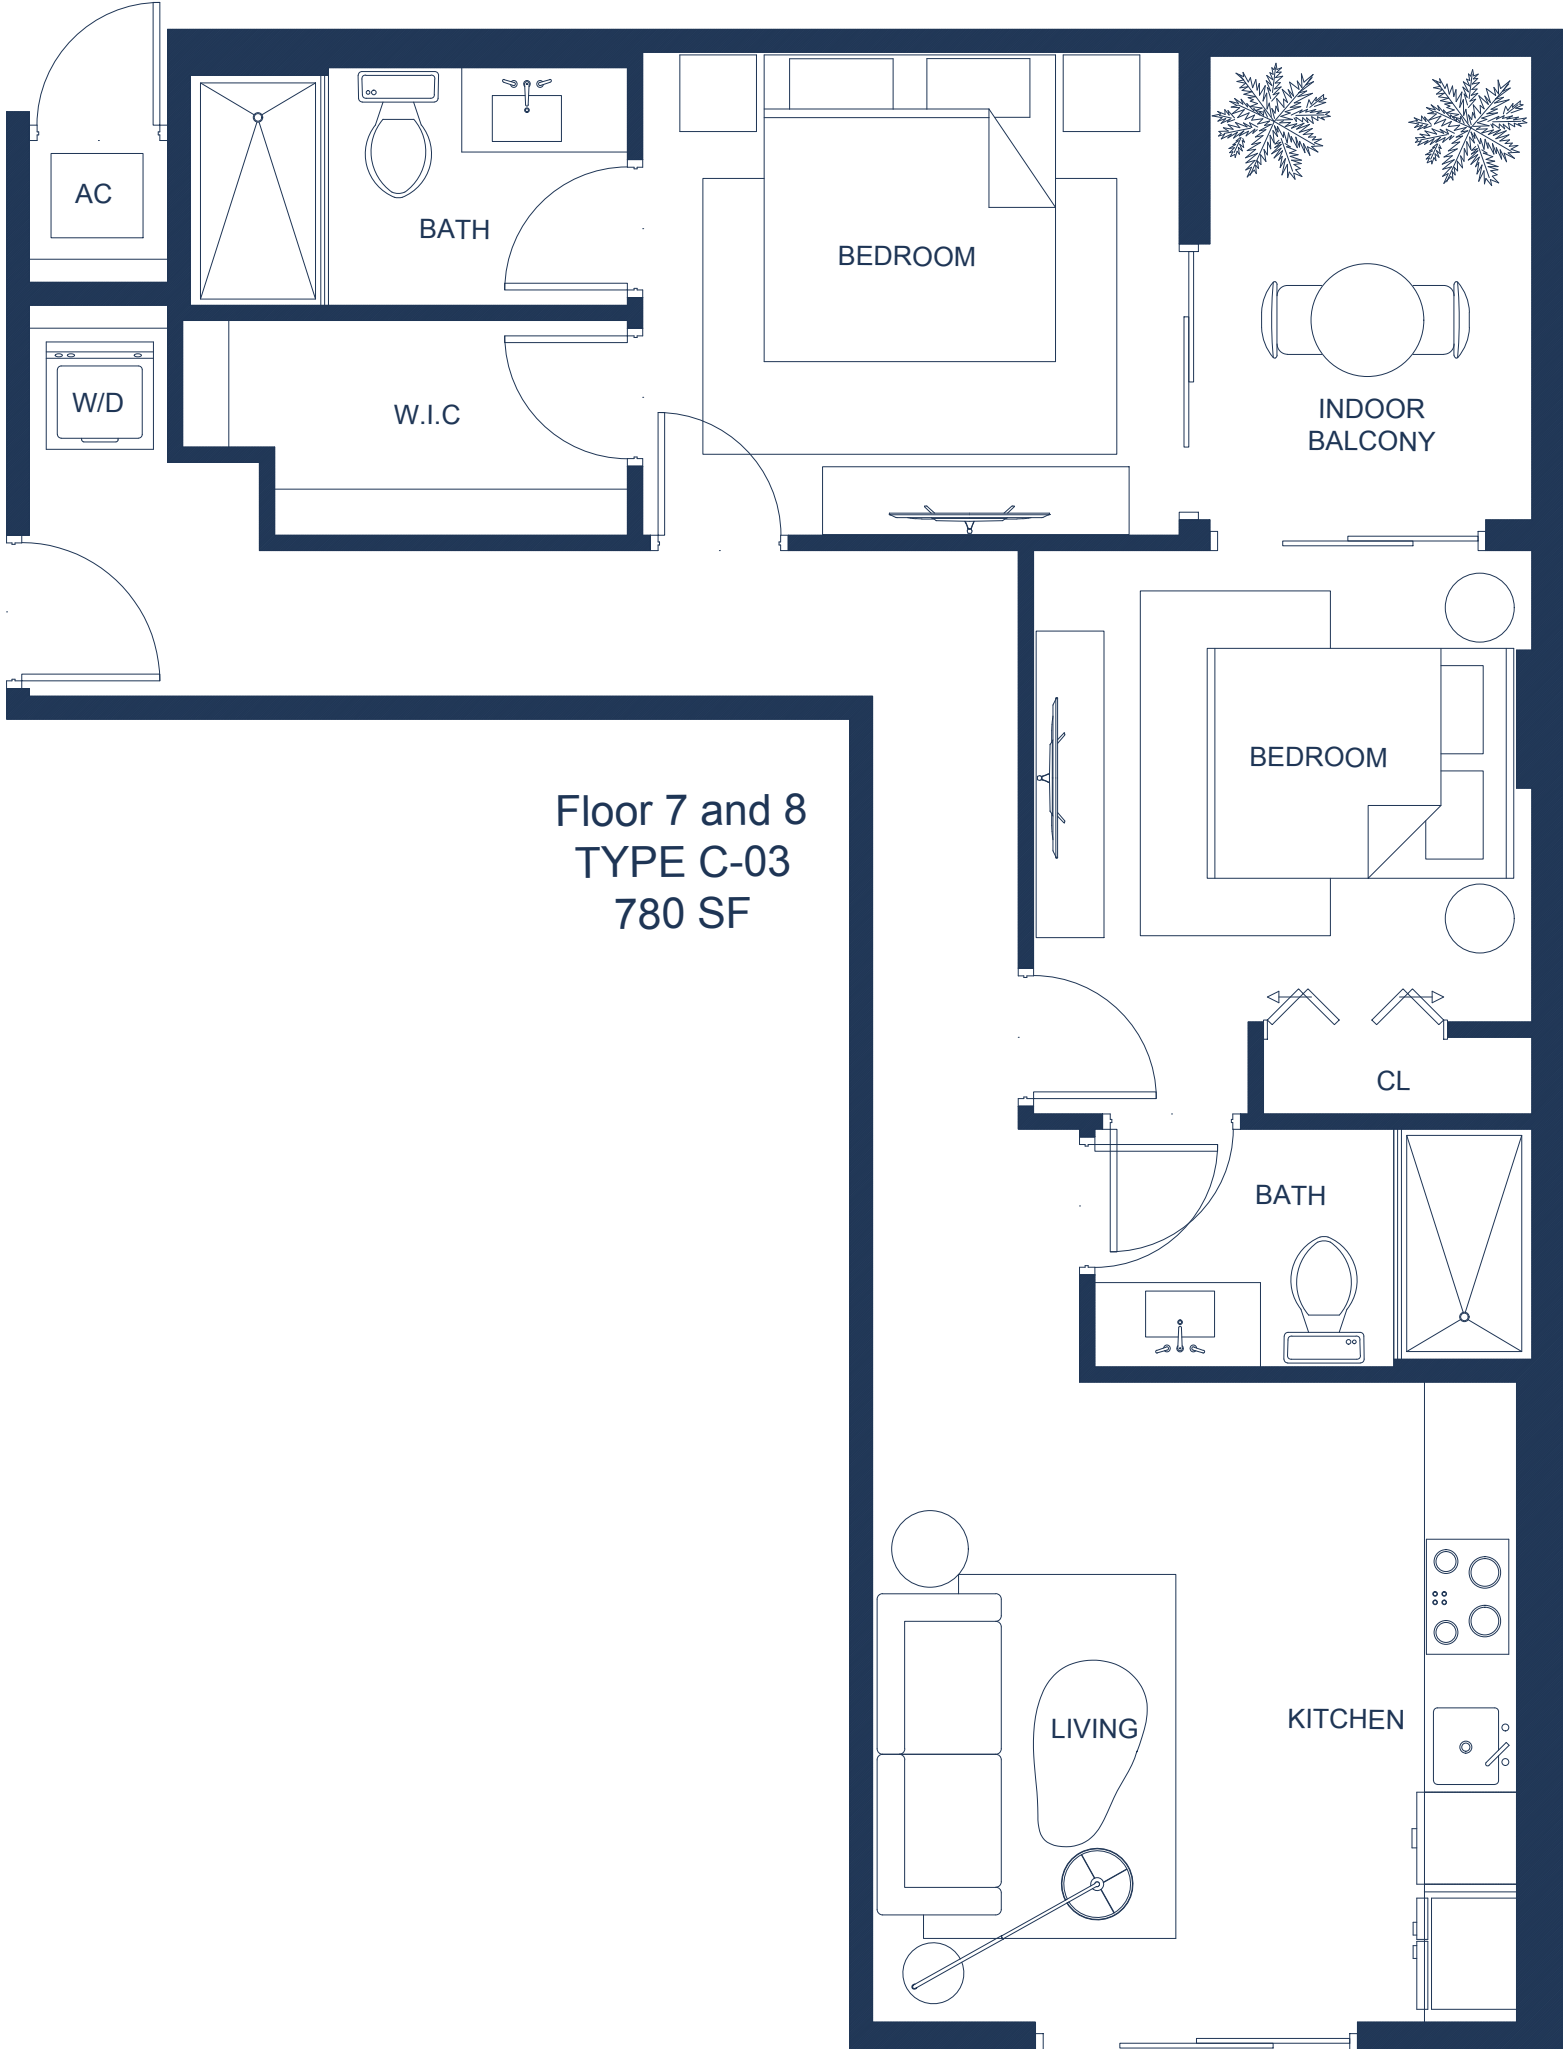 AC
BATH
BEDROOM
W/D
W.I.C
INDOOR
BALCONY
BEDROOM
Floor 7 and 8
TYPE C-03
780 SF
CL
BATH
LIVING
KITCHEN